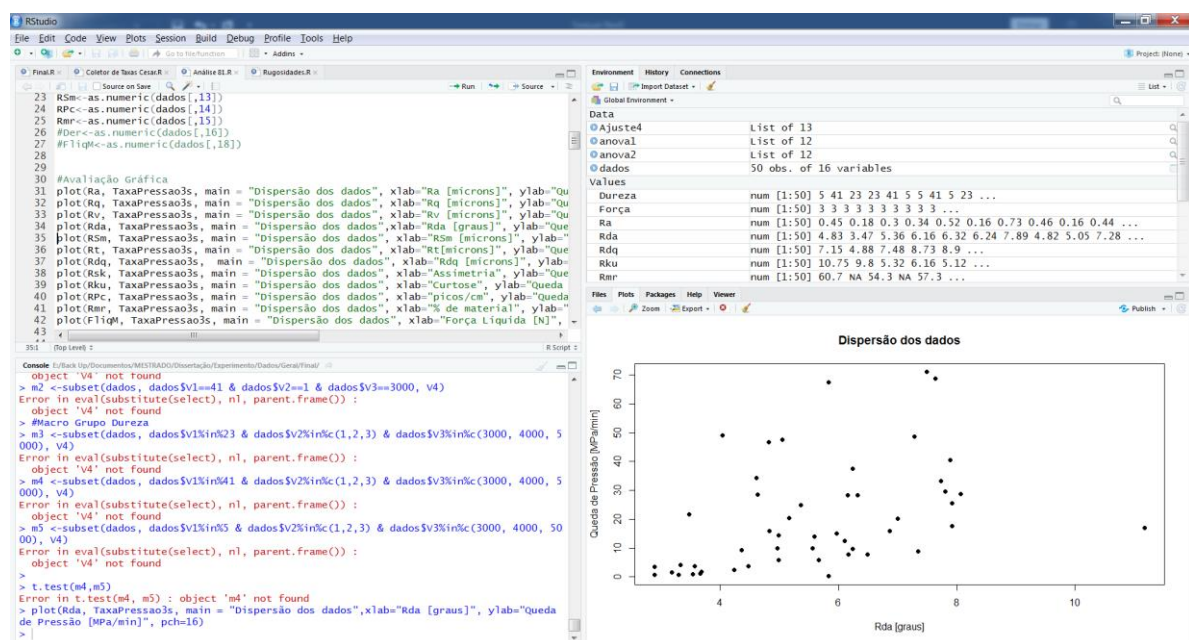 RStudio
File Edit Code View Plots Session Build Debug Profile Tools Help
Go to file/function Addins
Project: (None)
Final.R Coletor de Taxas Cesar.R Análise 81.R Rugosidades.R
Source on Save Run Source
23 RSm<-as.numeric(dados[,13])
24 RPc<-as.numeric(dados[,14])
25 Rmr<-as.numeric(dados[,15])
26 #Der<-as.numeric(dados[,16])
27 #FliqM<-as.numeric(dados[,18])
28
29
30 #Avaliação Gráfica
31 plot(Ra, TaxaPressao3s, main = "Dispersão dos dados", xlab="Ra [microns]", ylab="Qu
32 plot(Rq, TaxaPressao3s, main = "Dispersão dos dados", xlab="Rq [microns]", ylab="Qu
33 plot(Rv, TaxaPressao3s, main = "Dispersão dos dados", xlab="Rv [microns]", ylab="Qu
34 plot(Rda, TaxaPressao3s, main = "Dispersão dos dados", xlab="Rda [graus]", ylab="Que
35 plot(RSm, TaxaPressao3s, main = "Dispersão dos dados", xlab="RSm [microns]", ylab="Q
36 plot(Rt, TaxaPressao3s, main = "Dispersão dos dados", xlab="Rt[microns]", ylab="Que
37 plot(Rdq, TaxaPressao3s, main = "Dispersão dos dados", xlab="Rdq [microns]", ylab="
38 plot(Rsk, TaxaPressao3s, main = "Dispersão dos dados", xlab="Assimetria", ylab="Que
39 plot(Rku, TaxaPressao3s, main = "Dispersão dos dados", xlab="Curtose", ylab="Queda
40 plot(RPc, TaxaPressao3s, main = "Dispersão dos dados", xlab="picos/cm", ylab="Queda
41 plot(Rmr, TaxaPressao3s, main = "Dispersão dos dados", xlab="% de material", ylab="
42 plot(FliqM, TaxaPressao3s, main = "Dispersão dos dados", xlab="Força Liquida [N]",
43
35:1 (Top Level) R Script
Console E:/Back Up/Documentos/MESTRADO/Dissertação/Experimento/Dados/Geral/Final/
object 'V4' not found
> m2 <-subset(dados, dados$V1==41 & dados$V2==1 & dados$V3==3000, V4)
Error in eval(substitute(select), nl, parent.frame()) :
object 'V4' not found
> #Macro Grupo Dureza
> m3 <-subset(dados, dados$V1%in%23 & dados$V2%in%c(1,2,3) & dados$V3%in%c(3000, 4000, 5
000), V4)
Error in eval(substitute(select), nl, parent.frame()) :
object 'V4' not found
> m4 <-subset(dados, dados$V1%in%41 & dados$V2%in%c(1,2,3) & dados$V3%in%c(3000, 4000, 5
000), V4)
Error in eval(substitute(select), nl, parent.frame()) :
object 'V4' not found
> m5 <-subset(dados, dados$V1%in%5 & dados$V2%in%c(1,2,3) & dados$V3%in%c(3000, 4000, 50
00), V4)
Error in eval(substitute(select), nl, parent.frame()) :
object 'V4' not found
>
> t.test(m4,m5)
Error in t.test(m4, m5) : object 'm4' not found
> plot(Rda, TaxaPressao3s, main = "Dispersão dos dados",xlab="Rda [graus]", ylab="Queda
de Pressão [MPa/min]", pch=16)
>
Environment History Connections
Import Dataset List
Global Environment
Data
Ajuste4 List of 13
anova1 List of 12
anova2 List of 12
dados 50 obs. of 16 variables
Values
Dureza num [1:50] 5 41 23 23 41 5 5 41 5 23 ...
Força num [1:50] 3 3 3 3 3 3 3 3 3 3 ...
Ra num [1:50] 0.45 0.18 0.3 0.34 0.52 0.16 0.73 0.46 0.16 0.44 ...
Rda num [1:50] 4.83 3.47 5.36 6.16 6.32 6.24 7.89 4.82 5.05 7.28 ...
Rdq num [1:50] 7.15 4.88 7.48 8.73 8.9 ...
Rku num [1:50] 10.75 9.8 5.32 6.16 5.12 ...
Rmr num [1:50] 60.7 NA 54.3 NA 57.3 ...
Files Plots Packages Help Viewer
Zoom Export Publish
Dispersão dos dados
Queda de Pressão [MPa/min]
70
60
50
40
30
20
10
0
4 6 8 10
Rda [graus]